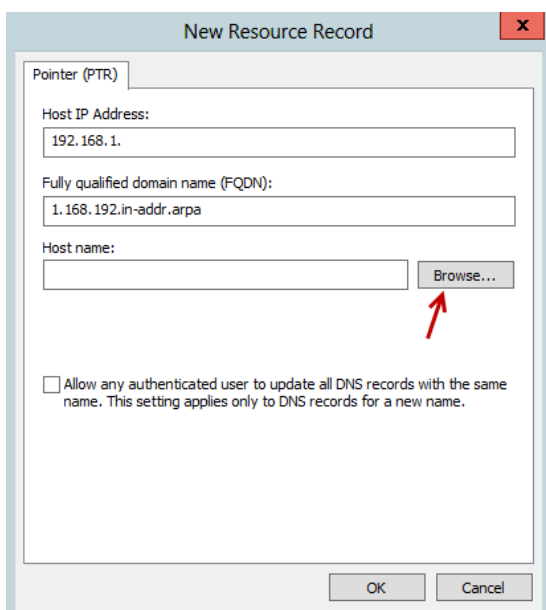 New Resource Record
x
Pointer (PTR)
Host IP Address:
192.168.1.
Fully qualified domain name (FQDN):
1.168.192.in-addr.arpa
Host name:
Browse...
Allow any authenticated user to update all DNS records with the same
name. This setting applies only to DNS records for a new name.
OK
Cancel